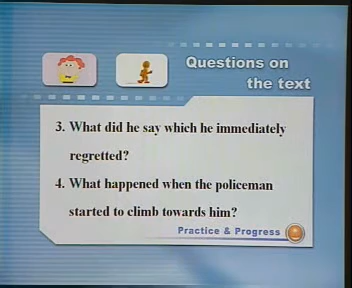 Questions on
the text
3. What did he say which he immediately
regretted?
4. What happened when the policeman
started to climb towards him?
Practice & Progress